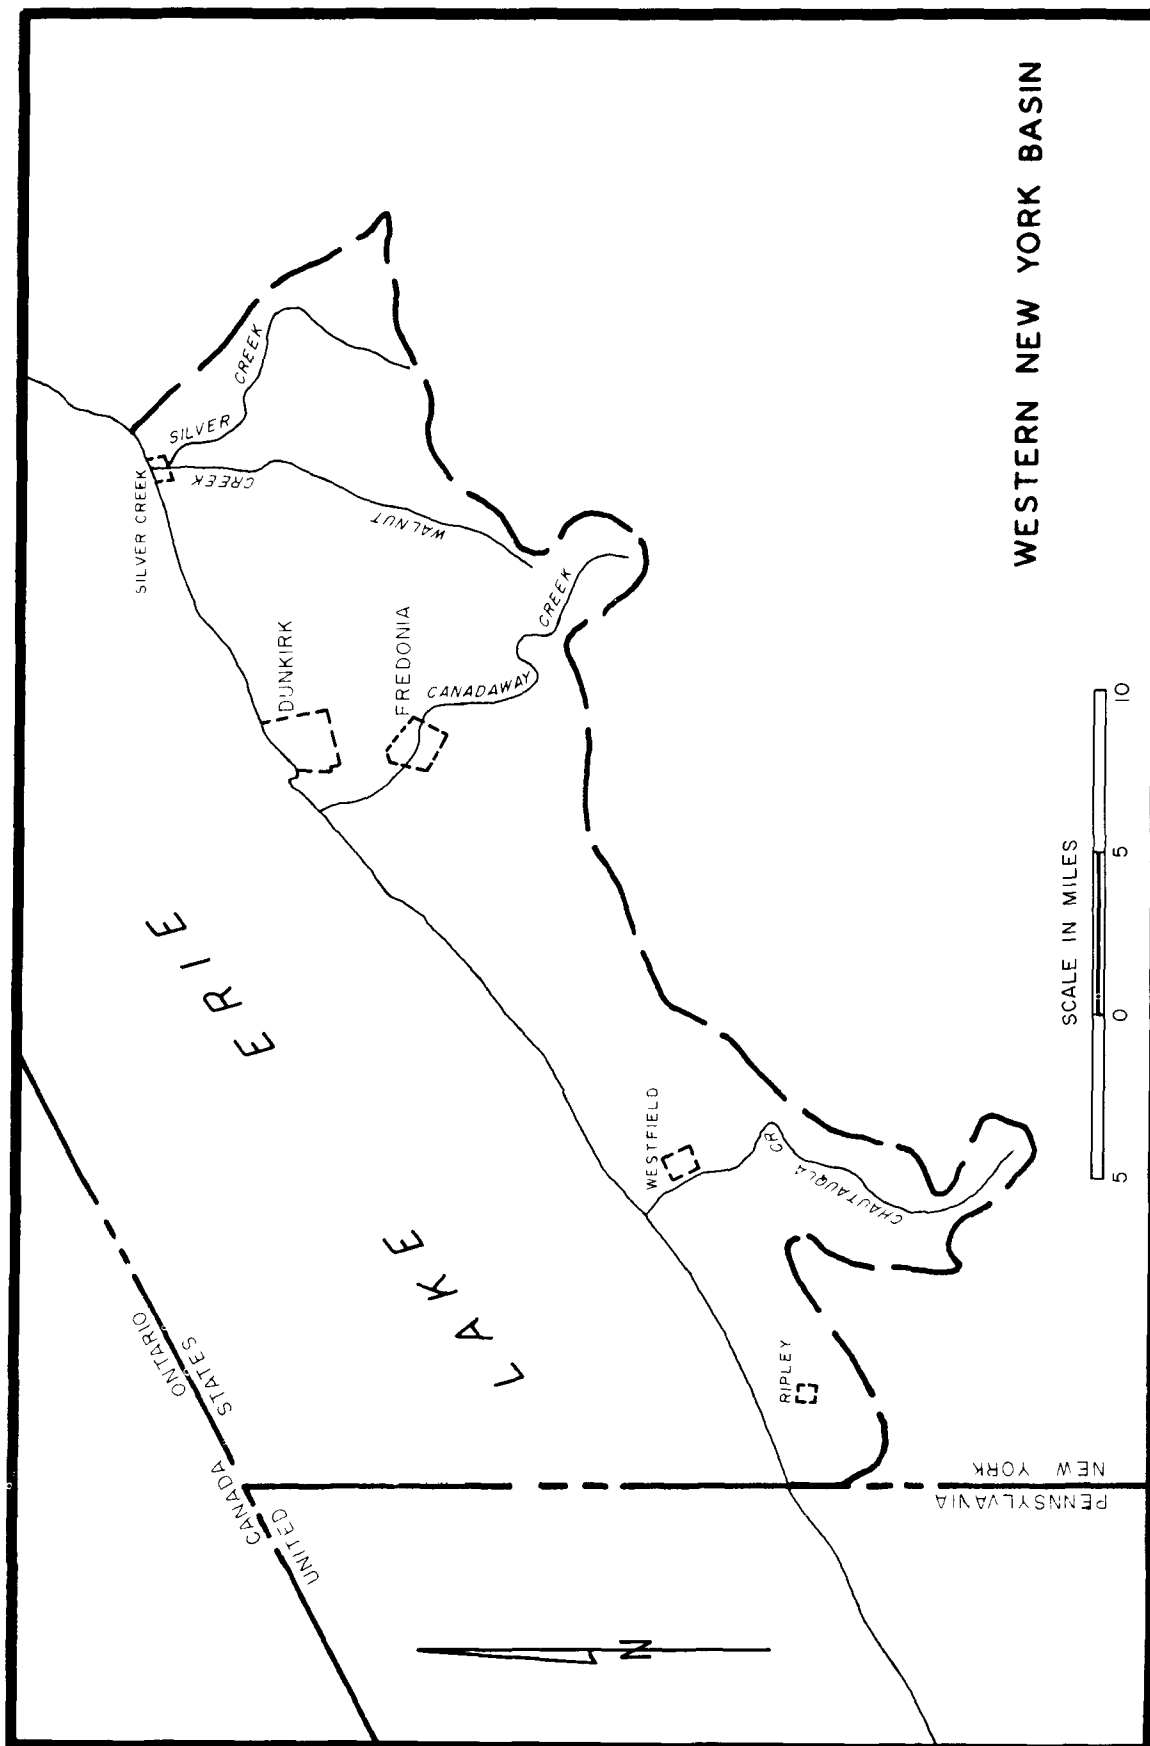 CANADA ONTARIO
UNITED STATES
LAKE ERIE
SILVER CREEK
SILVER CREEK
WALNUT CREEK
DUNKIRK
FREDONIA
CANADAWAY CREEK
WESTFIELD
CHAUTAUQUA CR
RIPLEY
PENNSYLVANIA
NEW YORK
N
SCALE IN MILES
5 0 5 10
WESTERN NEW YORK BASIN